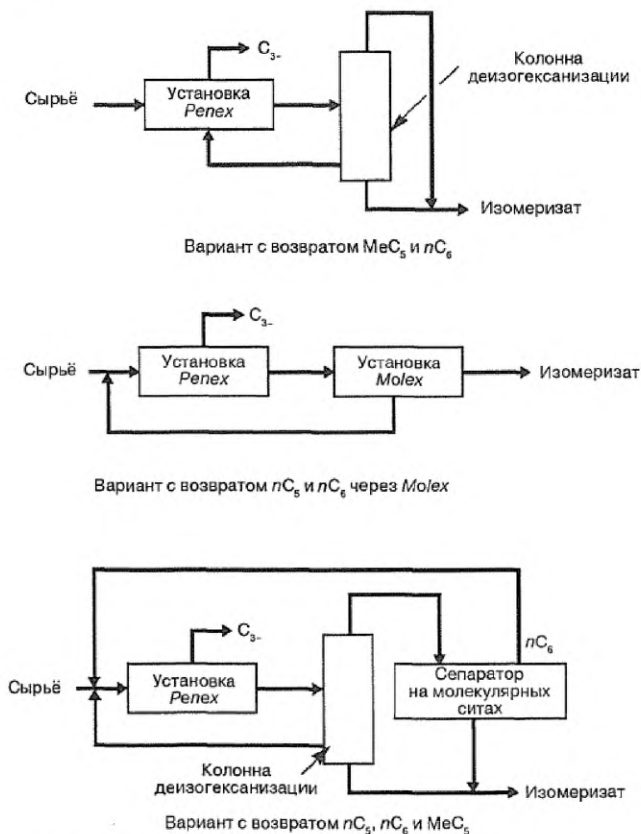 C₃₋
Колонна
деизогексанизации
Сырьё
Установка
Penex
Изомеризат
Вариант с возвратом MeC₅ и nC₆
C₃₋
Сырьё
Установка
Penex
Установка
Molex
Изомеризат
Вариант с возвратом nC₅ и nC₆ через Molex
C₃₋
nC₆
Сырьё
Установка
Penex
Сепаратор
на молекулярных
ситах
Колонна
деизогексанизации
Изомеризат
Вариант с возвратом nC₅, nC₆ и MeC₅